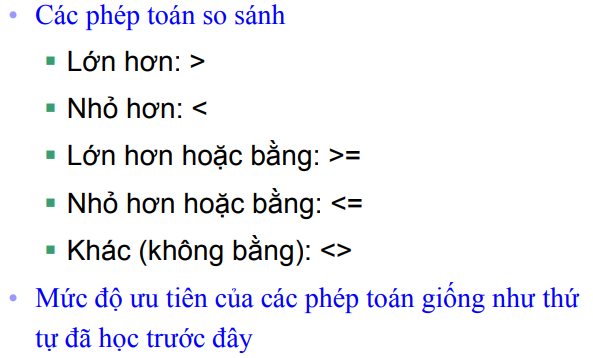 • Các phép toán so sánh
▪ Lớn hơn: >
▪ Nhỏ hơn: <
▪ Lớn hơn hoặc bằng: >=
▪ Nhỏ hơn hoặc bằng: <=
▪ Khác (không bằng): <>
• Mức độ ưu tiên của các phép toán giống như thứ
tự đã học trước đây